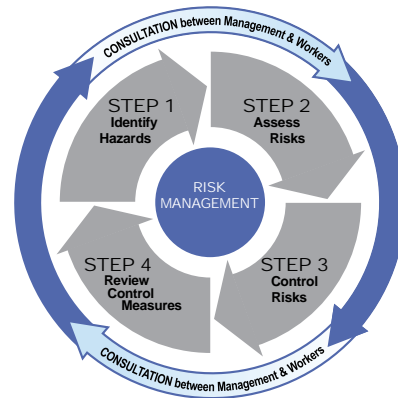 CONSULTATION between Management & Workers
STEP 1
Identify
Hazards
STEP 2
Assess
Risks
RISK
MANAGEMENT
STEP 4
Review
Control
Measures
STEP 3
Control
Risks
CONSULTATION between Management & Workers